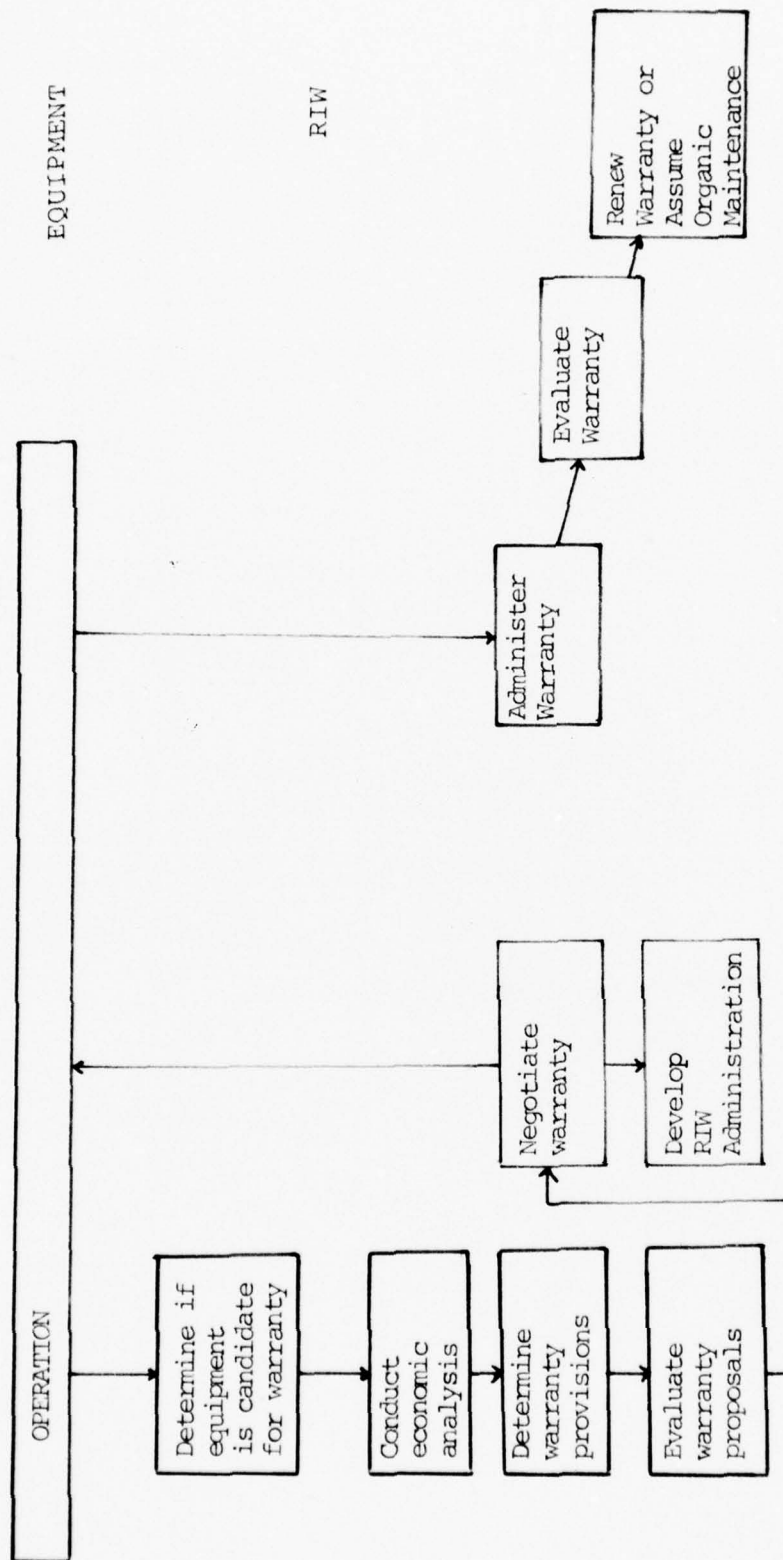 EQUIPMENT
OPERATION
RIW
Determine if
equipment
is candidate
for warranty
Conduct
economic
analysis
Determine
warranty
provisions
Evaluate
warranty
proposals
Negotiate
warranty
Develop
RIW
Administration
Administer
Warranty
Evaluate
Warranty
Renew
Warranty or
Assume
Organic
Maintenance